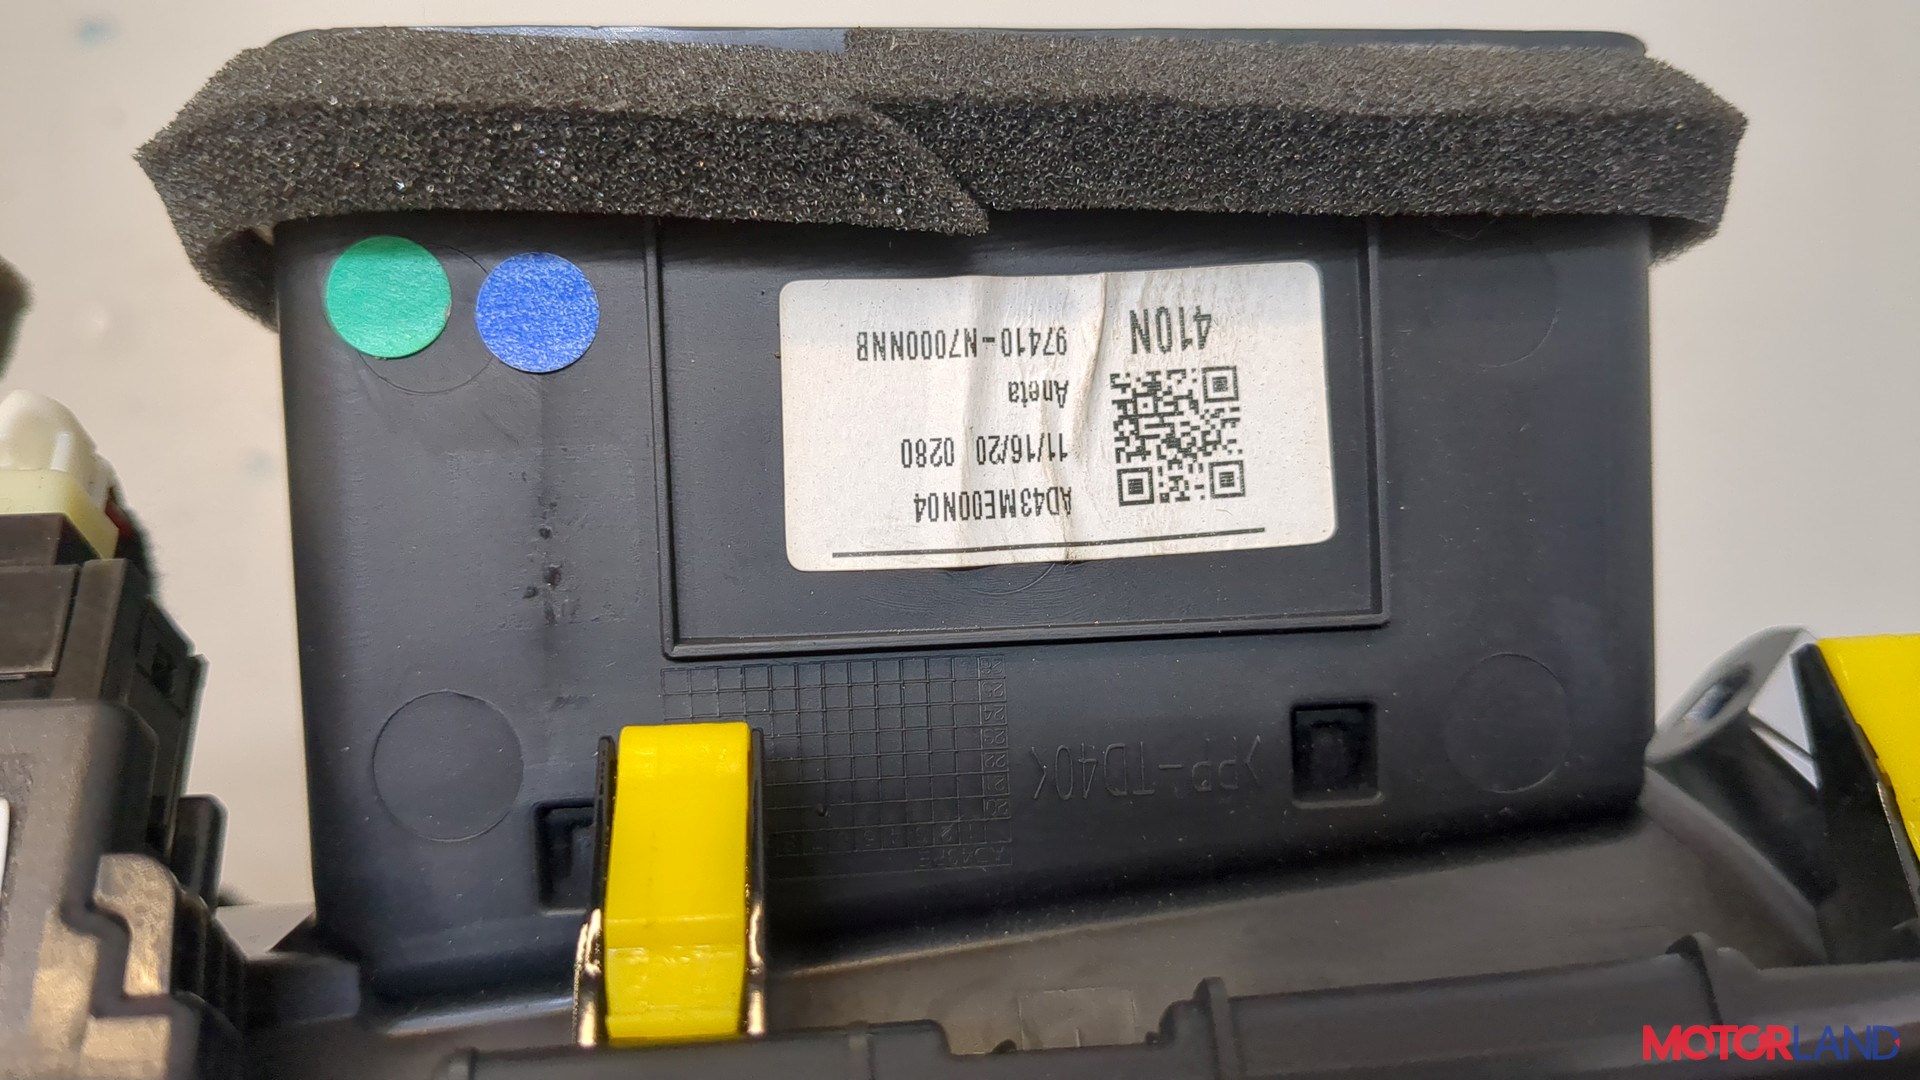 AD43ME00N04
11/16/20 0280
Aneta
97410-N7000NNB
410N
>PP-TD40<
MOTORLAND